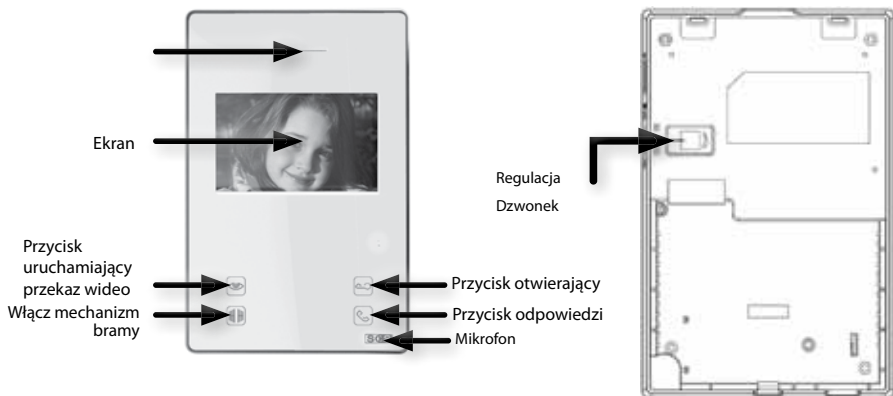 Ekran
Regulacja
Dzwonek
Przycisk
uruchamiający
przekaz wideo
Włącz mechanizm
bramy
Przycisk otwierający
Przycisk odpowiedzi
Mikrofon